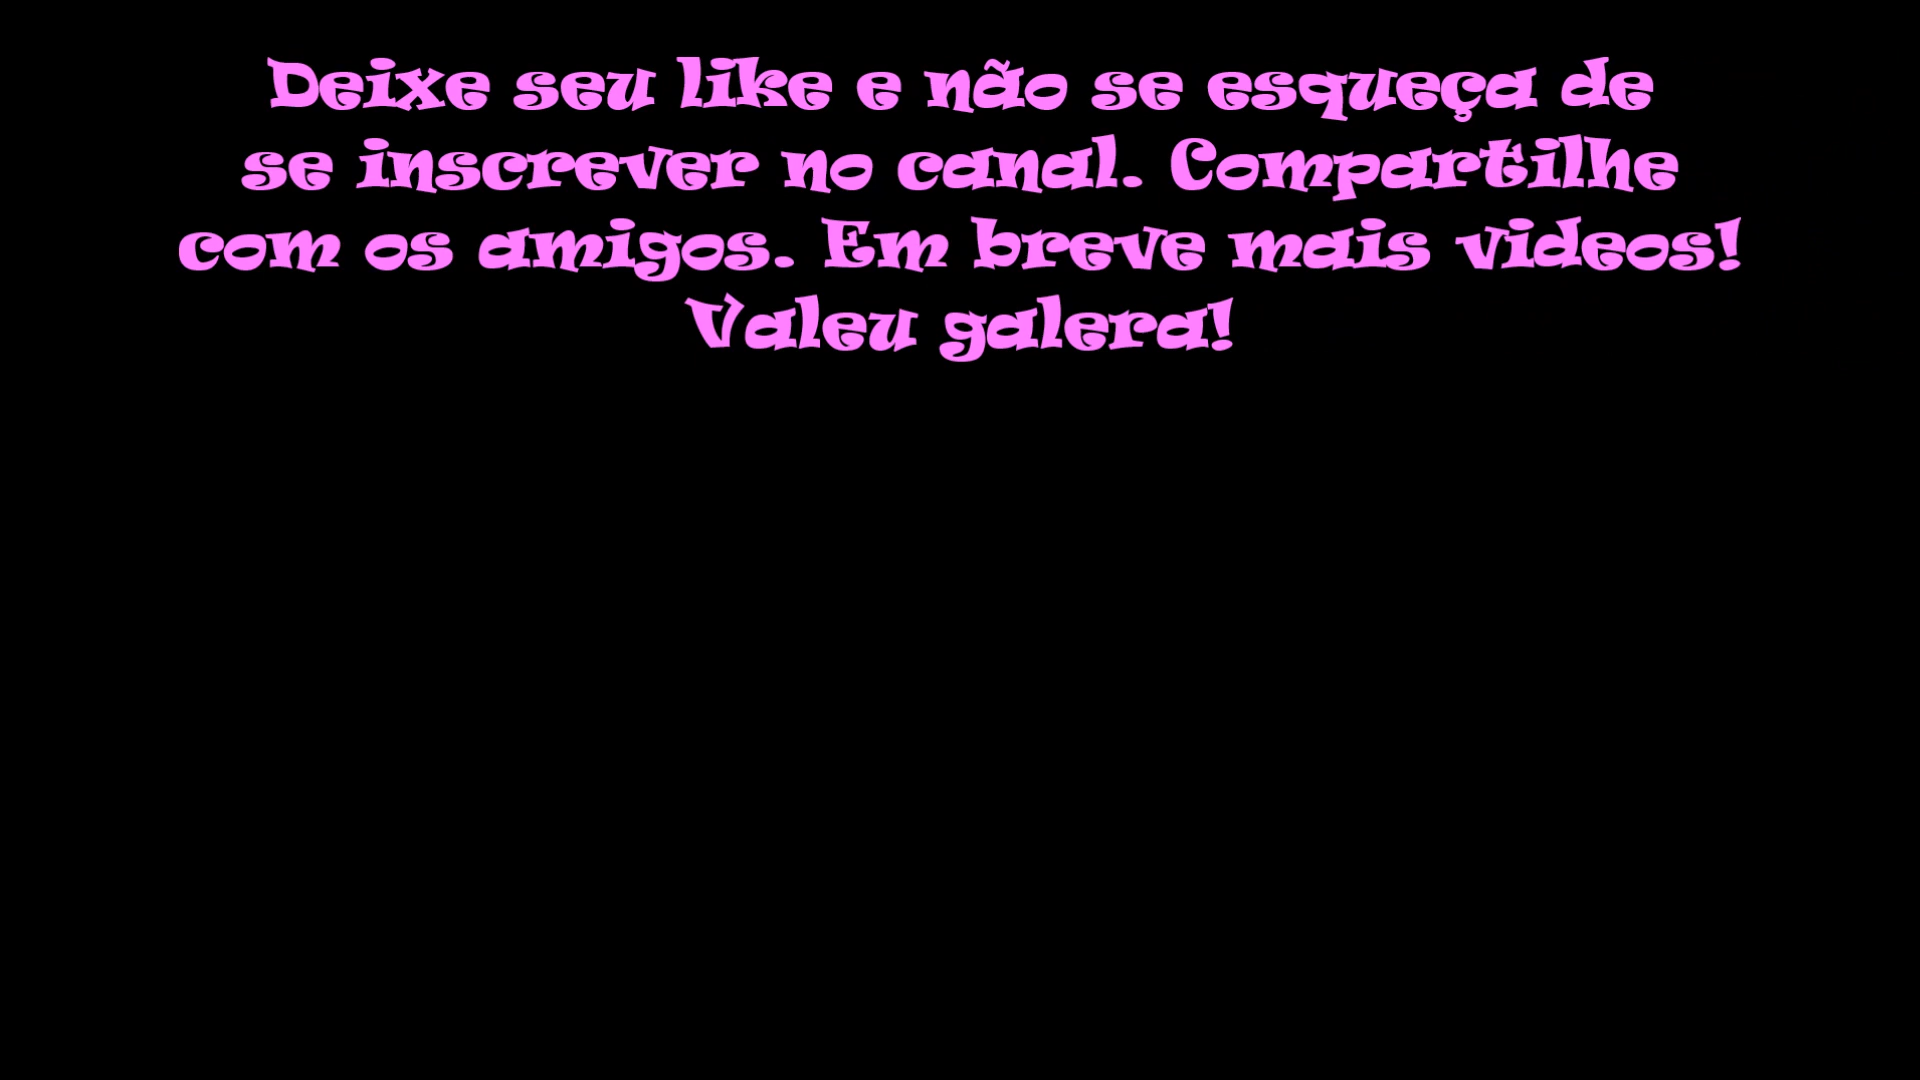 Deixe seu like e não se esqueça de
se inscrever no canal. Compartilhe
com os amigos. Em breve mais videos!
Valeu galera!